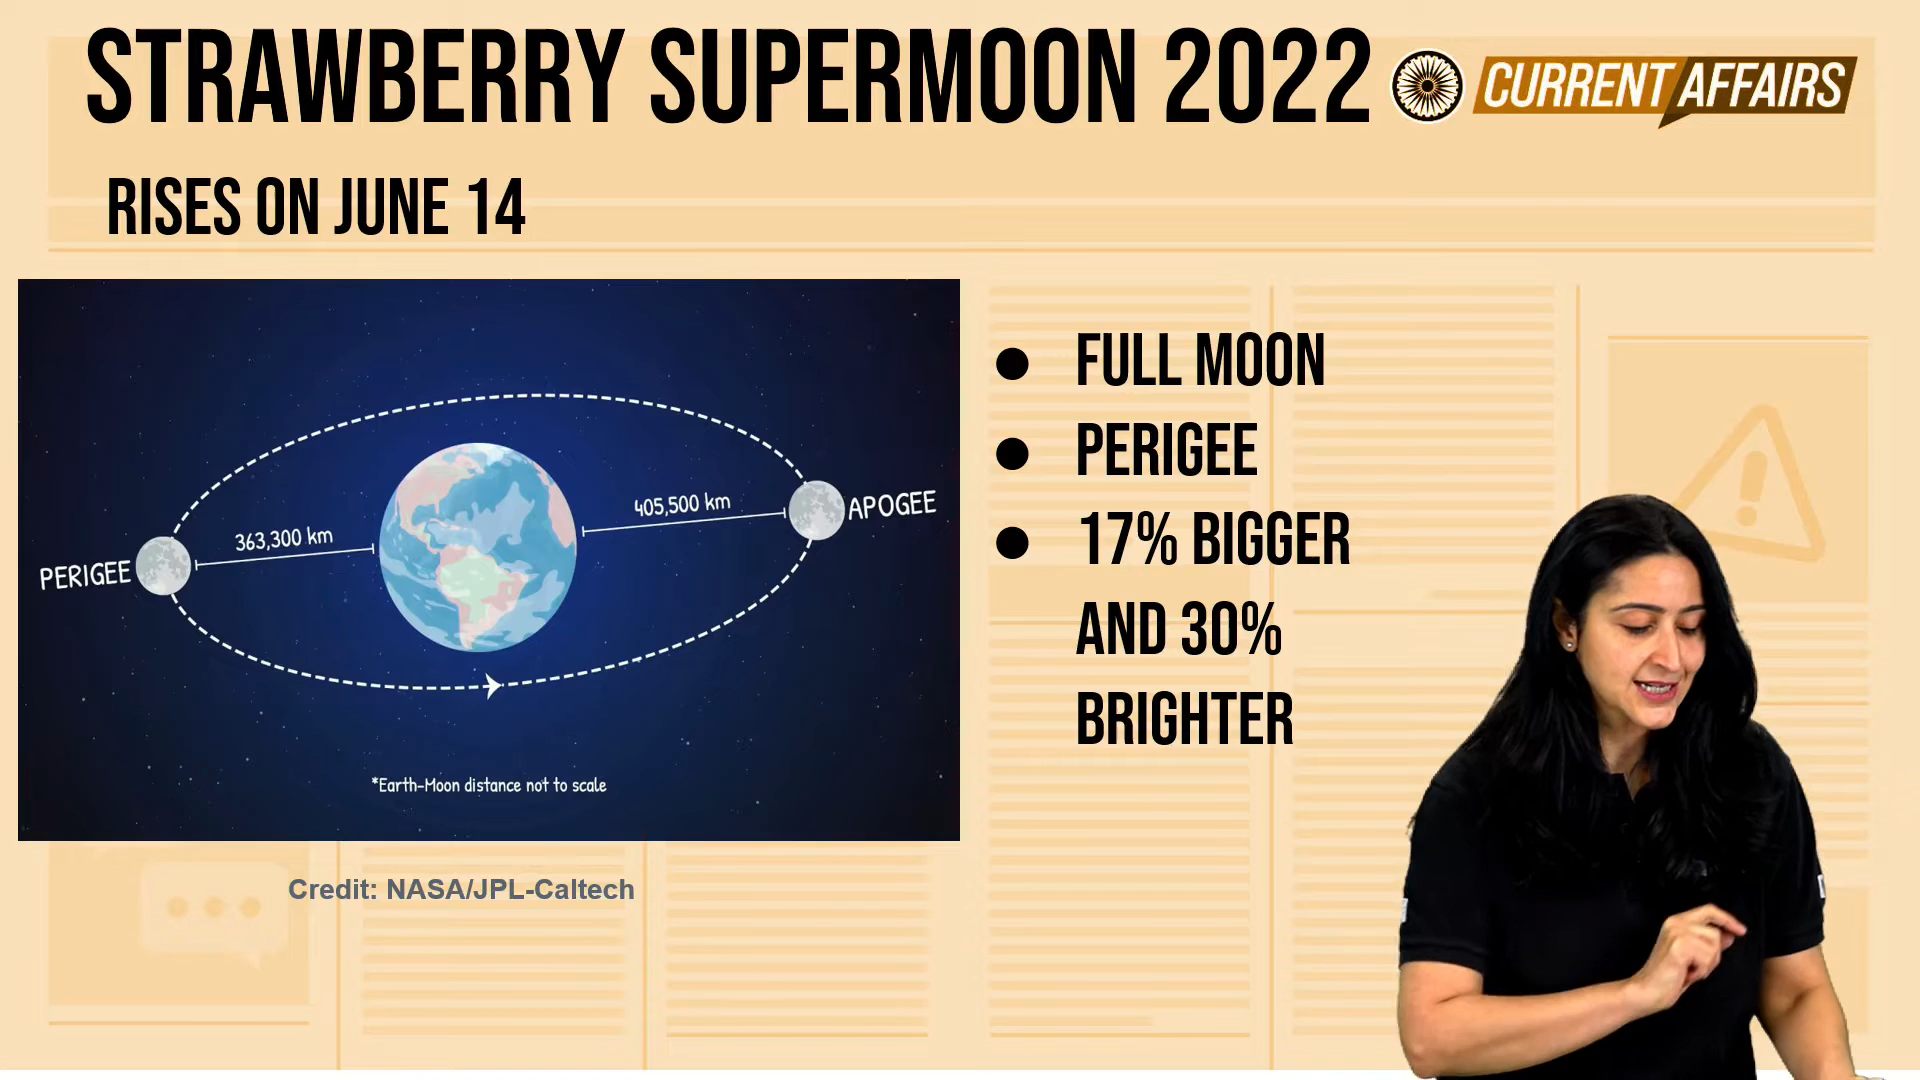 STRAWBERRY SUPERMOON 2022
CURRENT AFFAIRS
RISES ON JUNE 14
PERIGEE
363,300 km
405,500 km
APOGEE
*Earth-Moon distance not to scale
Credit: NASA/JPL-Caltech
● FULL MOON
● PERIGEE
● 17% BIGGER
AND 30%
BRIGHTER